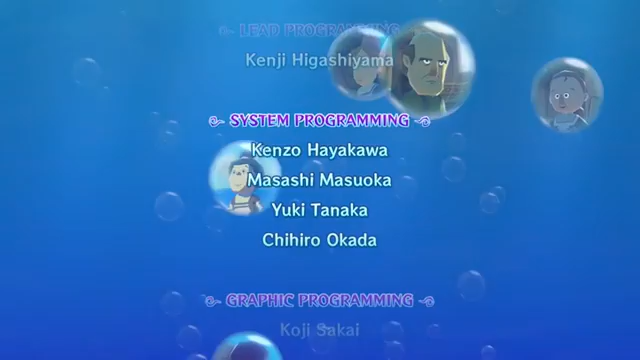 LEAD PROGRAMMING
Kenji Higashiyama
SYSTEM PROGRAMMING
Kenzo Hayakawa
Masashi Masuoka
Yuki Tanaka
Chihiro Okada
GRAPHIC PROGRAMMING
Koji Sakai